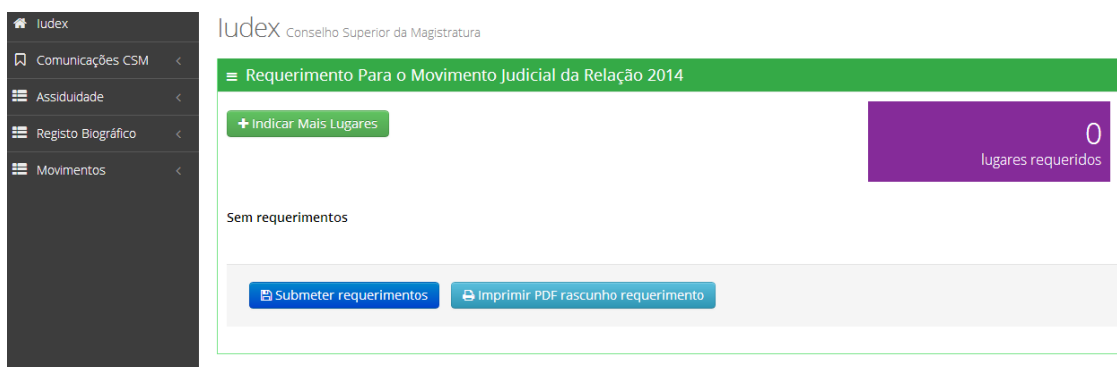 Iudex
Comunicações CSM
Assiduidade
Registo Biográfico
Movimentos
Iudex Conselho Superior da Magistratura
Requerimento Para o Movimento Judicial da Relação 2014
Indicar Mais Lugares
0
lugares requeridos
Sem requerimentos
Submeter requerimentos
Imprimir PDF rascunho requerimento